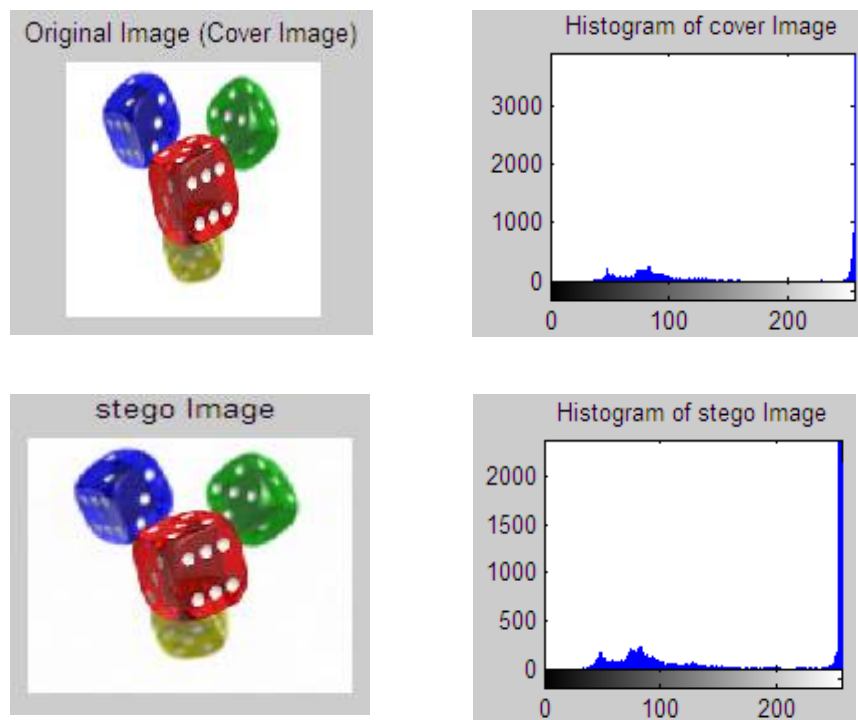 Original Image (Cover Image)
Histogram of cover Image
3000
2000
1000
0
0 100 200
stego Image
Histogram of stego Image
2000
1500
1000
500
0
0 100 200